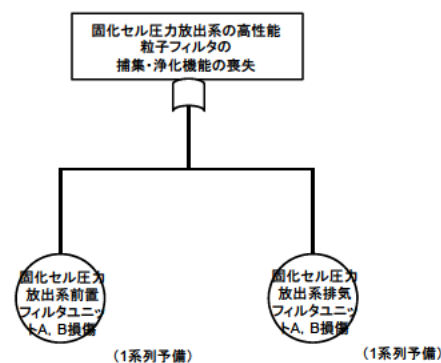 固化セル圧力放出系の高性能
粒子フィルタの
捕集・浄化機能の喪失
固化セル圧力
放出系前置
フィルタユニッ
トA, B損傷
(1系列予備)
固化セル圧力
放出系排気
フィルタユニッ
トA, B損傷
(1系列予備)